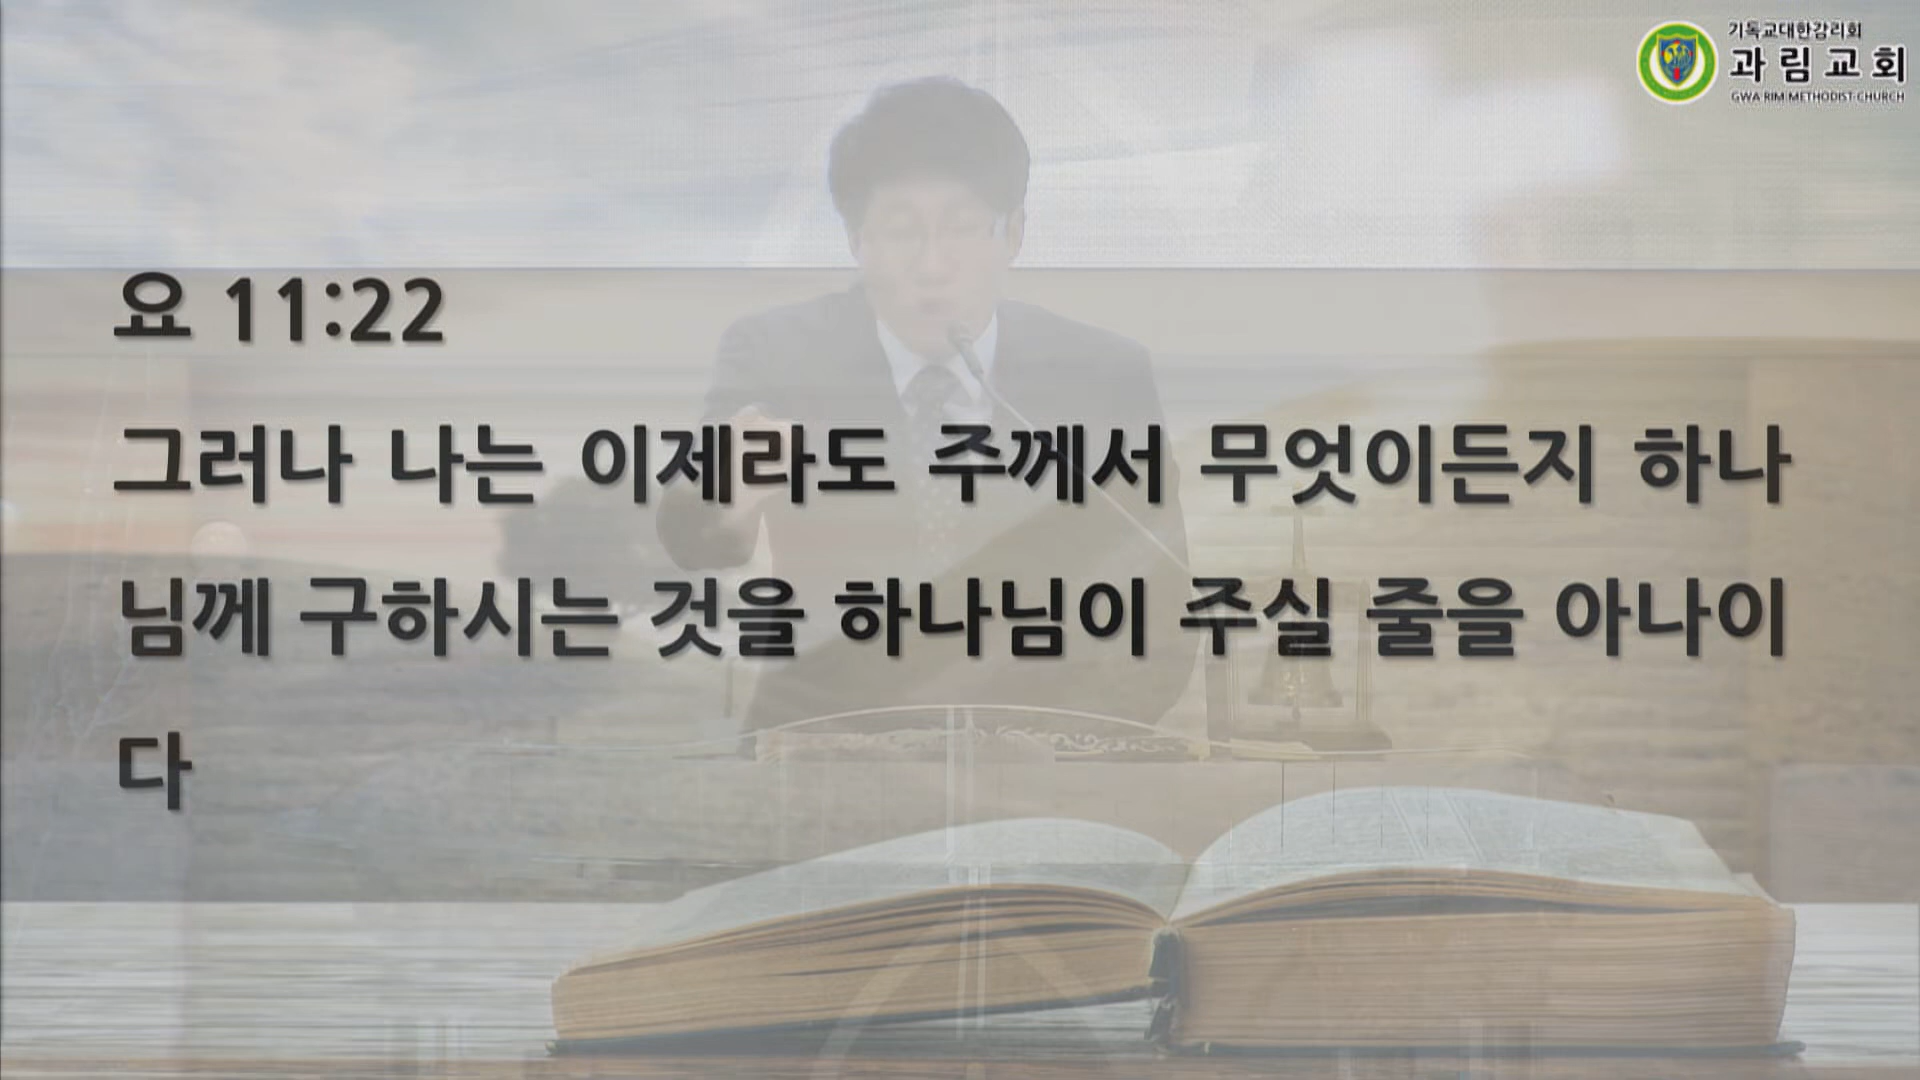 기독교대한감리회
과림교회
GWA RIM METHODIST CHURCH
요 11:22
그러나 나는 이제라도 주께서 무엇이든지 하나
님께 구하시는 것을 하나님이 주실 줄을 아나이
다